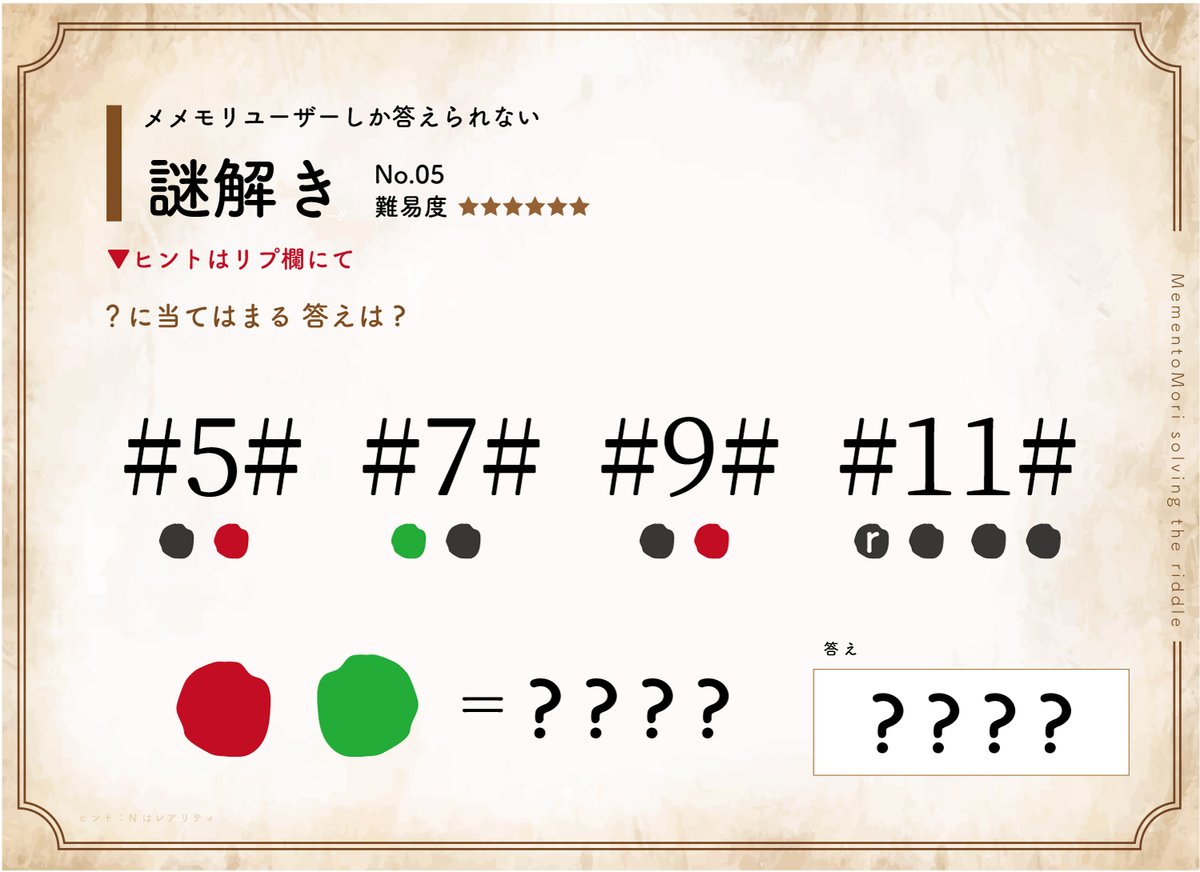 メメモリユーザーしか答えられない
謎解き
No.05
難易度 ★★★★★★
▼ヒントはリプ欄にて
?に当てはまる 答えは?
#5# #7# #9# #11#
r
= ? ? ? ?
答え
? ? ? ?
MementoMori solving the riddle
ヒント:Nはレアリティ